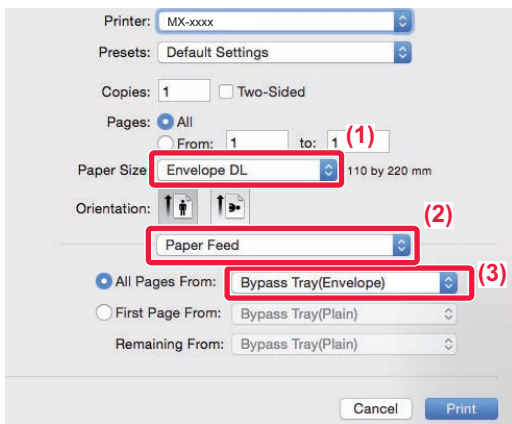 Printer: MX-xxxx
Presets: Default Settings
Copies: 1 Two-Sided
Pages: All
From: 1 to: 1 (1)
Paper Size Envelope DL 110 by 220 mm
Orientation:
(2)
Paper Feed
(3)
All Pages From: Bypass Tray(Envelope)
First Page From: Bypass Tray(Plain)
Remaining From: Bypass Tray(Plain)
Cancel Print